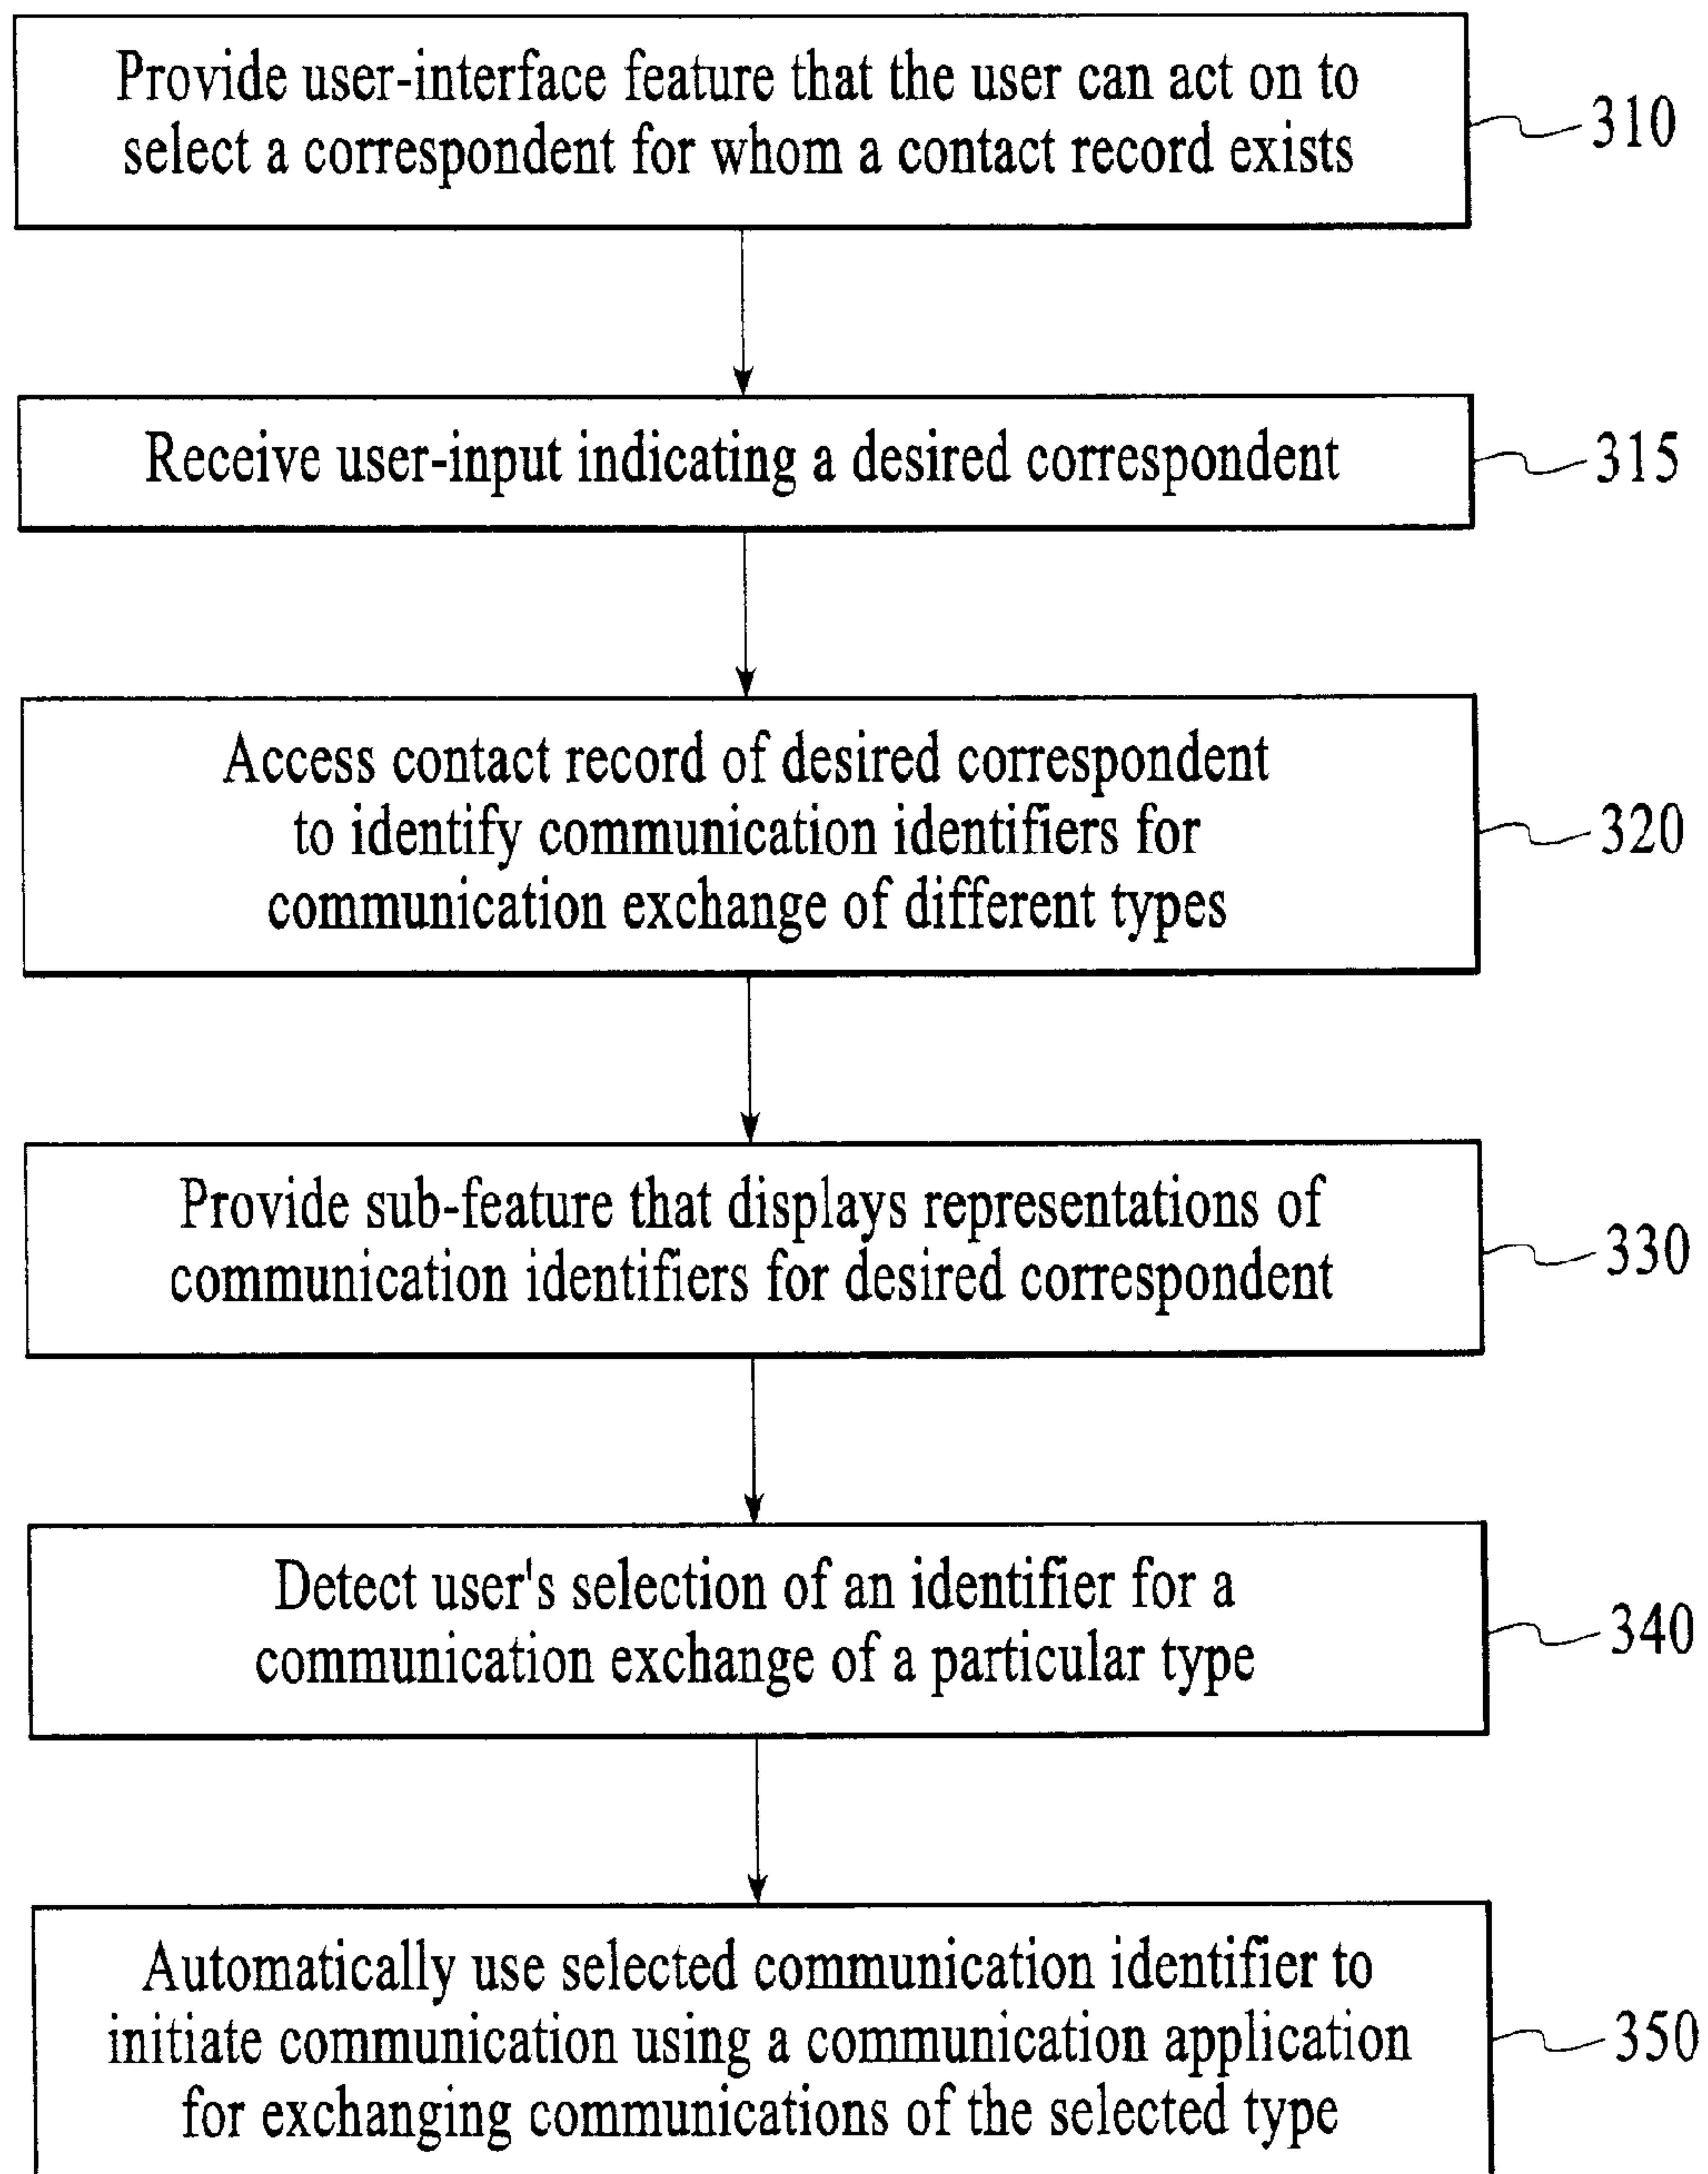 Provide user-interface feature that the user can act on to
select a correspondent for whom a contact record exists
310
Receive user-input indicating a desired correspondent
315
Access contact record of desired correspondent
to identify communication identifiers for
communication exchange of different types
320
Provide sub-feature that displays representations of
communication identifiers for desired correspondent
330
Detect user's selection of an identifier for a
communication exchange of a particular type
340
Automatically use selected communication identifier to
initiate communication using a communication application
for exchanging communications of the selected type
350